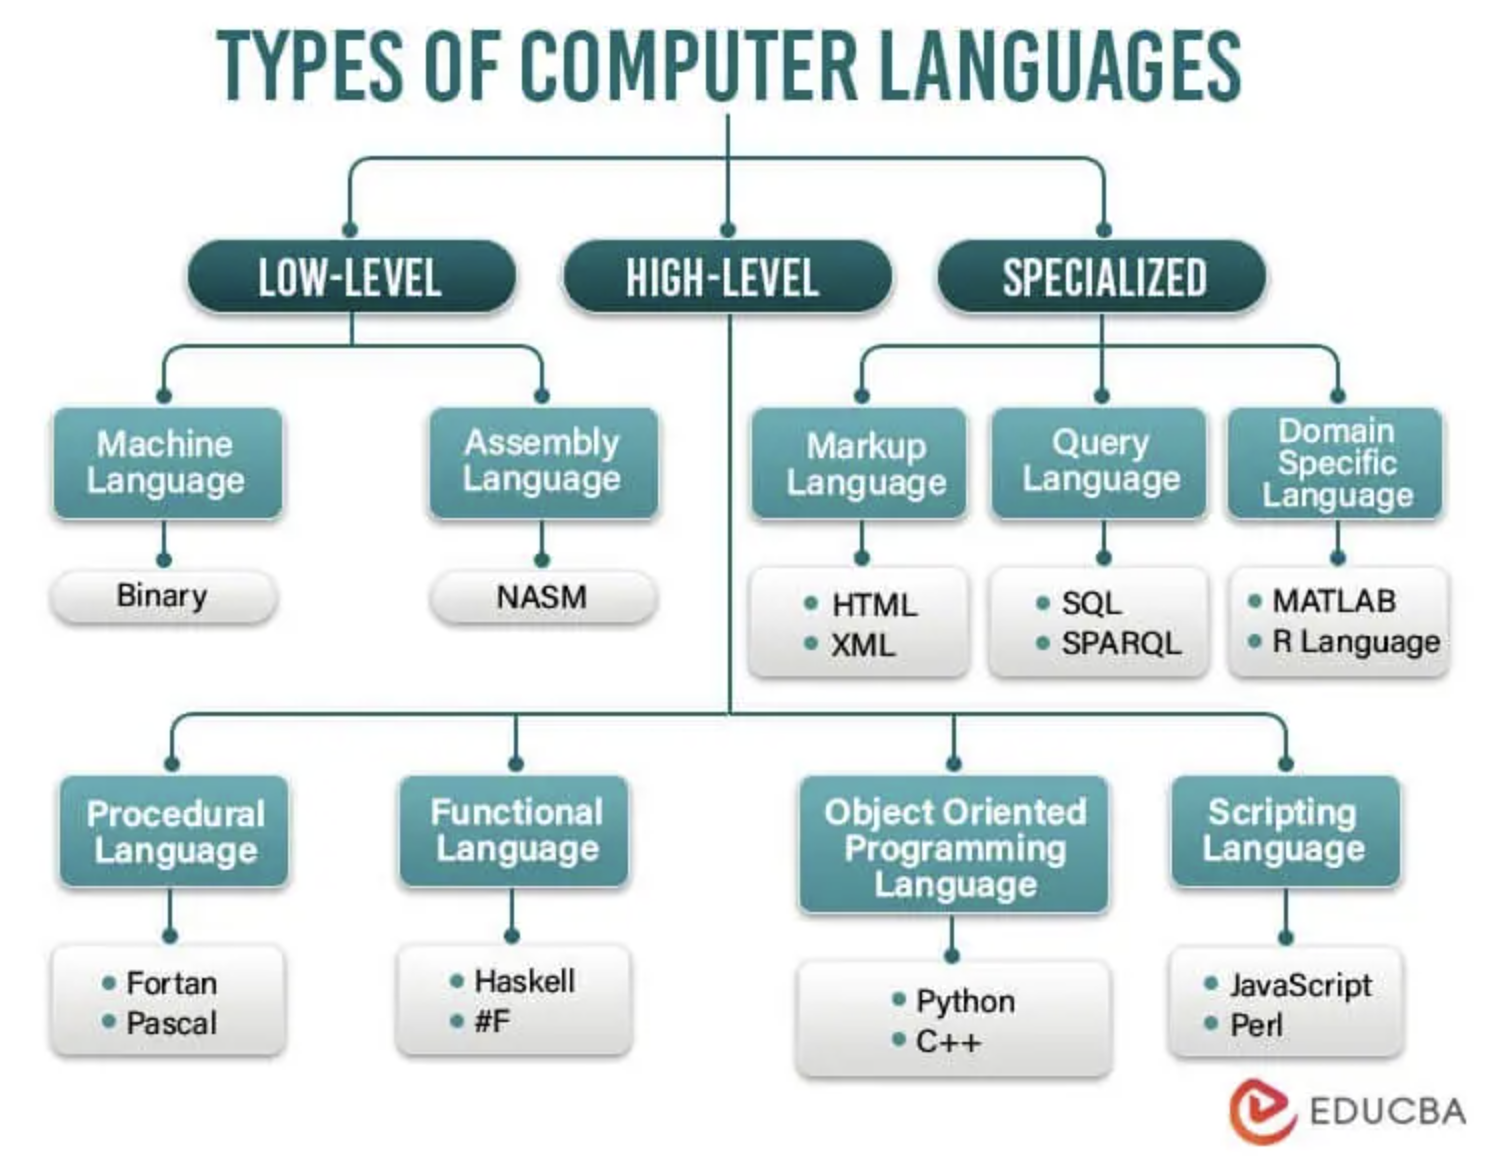 TYPES OF COMPUTER LANGUAGES
LOW-LEVEL
HIGH-LEVEL
SPECIALIZED
Machine
Language
Assembly
Language
Markup
Language
Query
Language
Domain
Specific
Language
Binary
NASM
• HTML
• XML
• SQL
• SPARQL
• MATLAB
• R Language
Procedural
Language
Functional
Language
Object Oriented
Programming
Language
Scripting
Language
• Fortan
• Pascal
• Haskell
• #F
• Python
• C++
• JavaScript
• Perl
EDUCBA